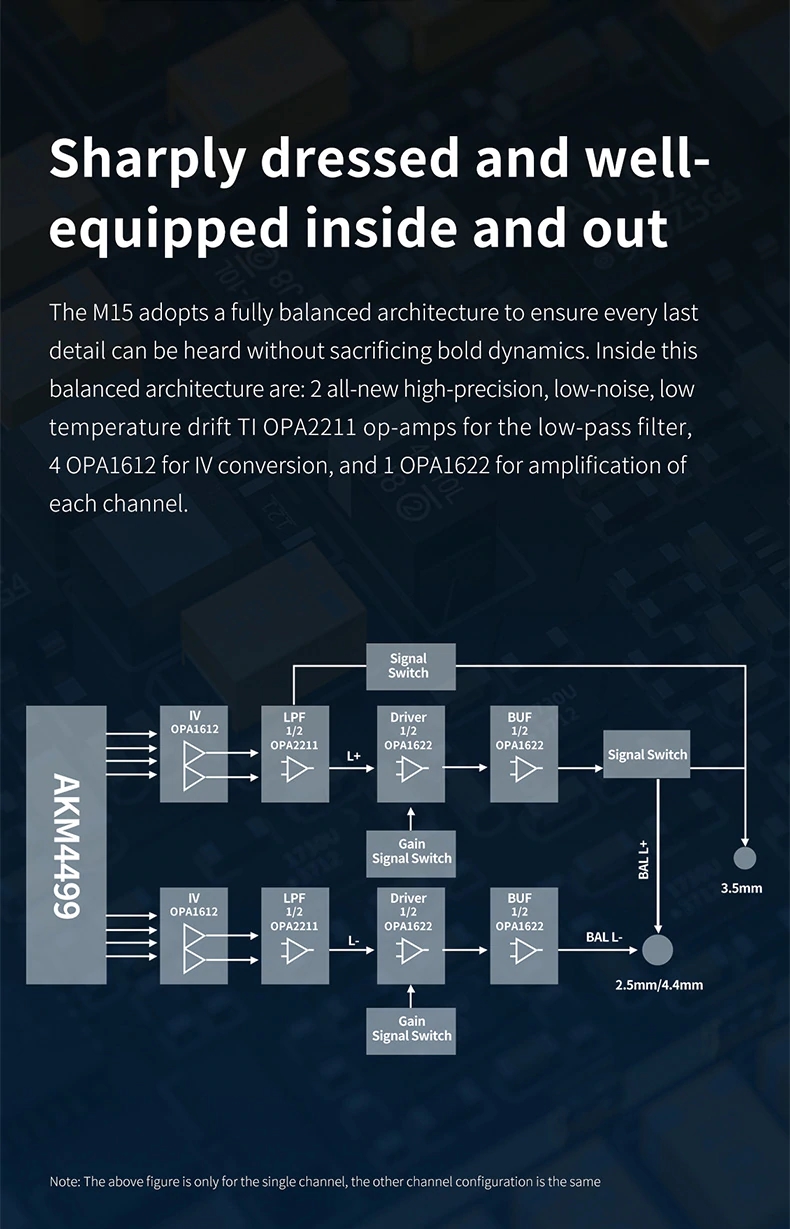 Sharply dressed and well-
equipped inside and out
The M15 adopts a fully balanced architecture to ensure every last
detail can be heard without sacrificing bold dynamics. Inside this
balanced architecture are: 2 all-new high-precision, low-noise, low
temperature drift TI OPA2211 op-amps for the low-pass filter,
4 OPA1612 for IV conversion, and 1 OPA1622 for amplification of
each channel.
Signal
Switch
AKM4499
IV
OPA1612
LPF
1/2
OPA2211
L+
Driver
1/2
OPA1622
BUF
1/2
OPA1622
Signal Switch
Gain
Signal Switch
BAL L+
3.5mm
IV
OPA1612
LPF
1/2
OPA2211
L-
Driver
1/2
OPA1622
BUF
1/2
OPA1622
BAL L-
2.5mm/4.4mm
Gain
Signal Switch
Note: The above figure is only for the single channel, the other channel configuration is the same